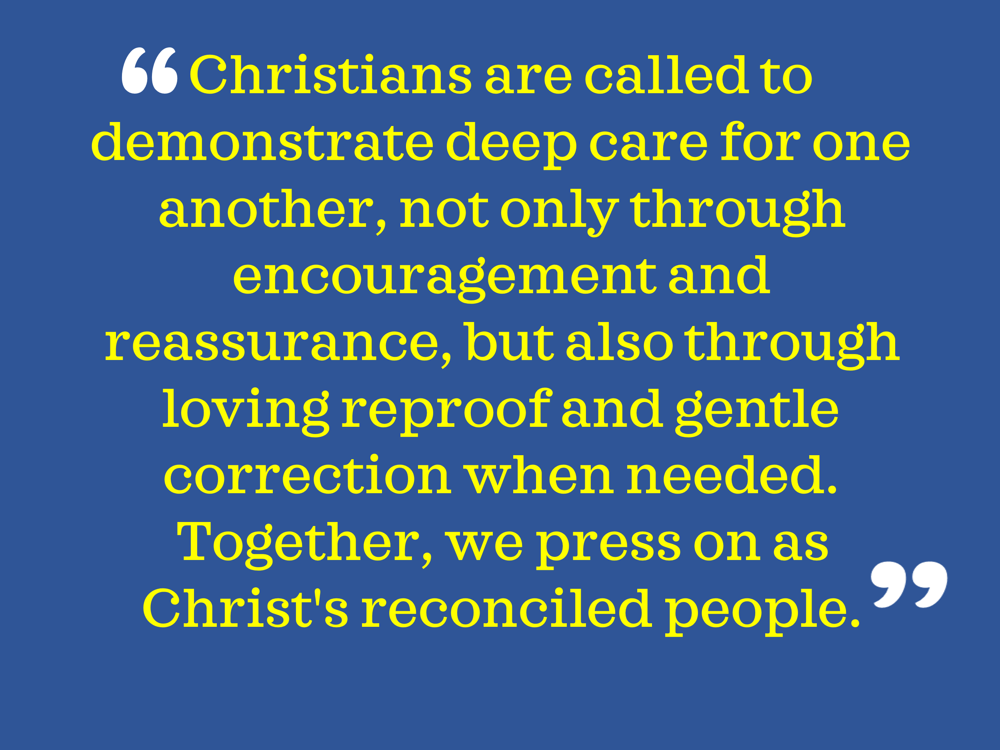 “Christians are called to
demonstrate deep care for one
another, not only through
encouragement and
reassurance, but also through
loving reproof and gentle
correction when needed.
Together, we press on as
Christ's reconciled people.”